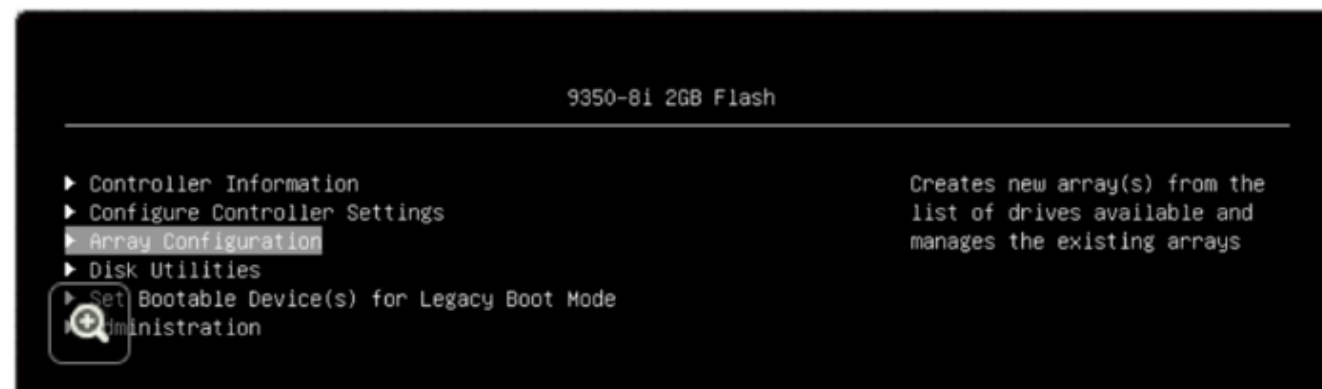 9350-8i 2GB Flash
Controller Information
Configure Controller Settings
Array Configuration
Disk Utilities
Set Bootable Device(s) for Legacy Boot Mode
Administration
Creates new array(s) from the
list of drives available and
manages the existing arrays